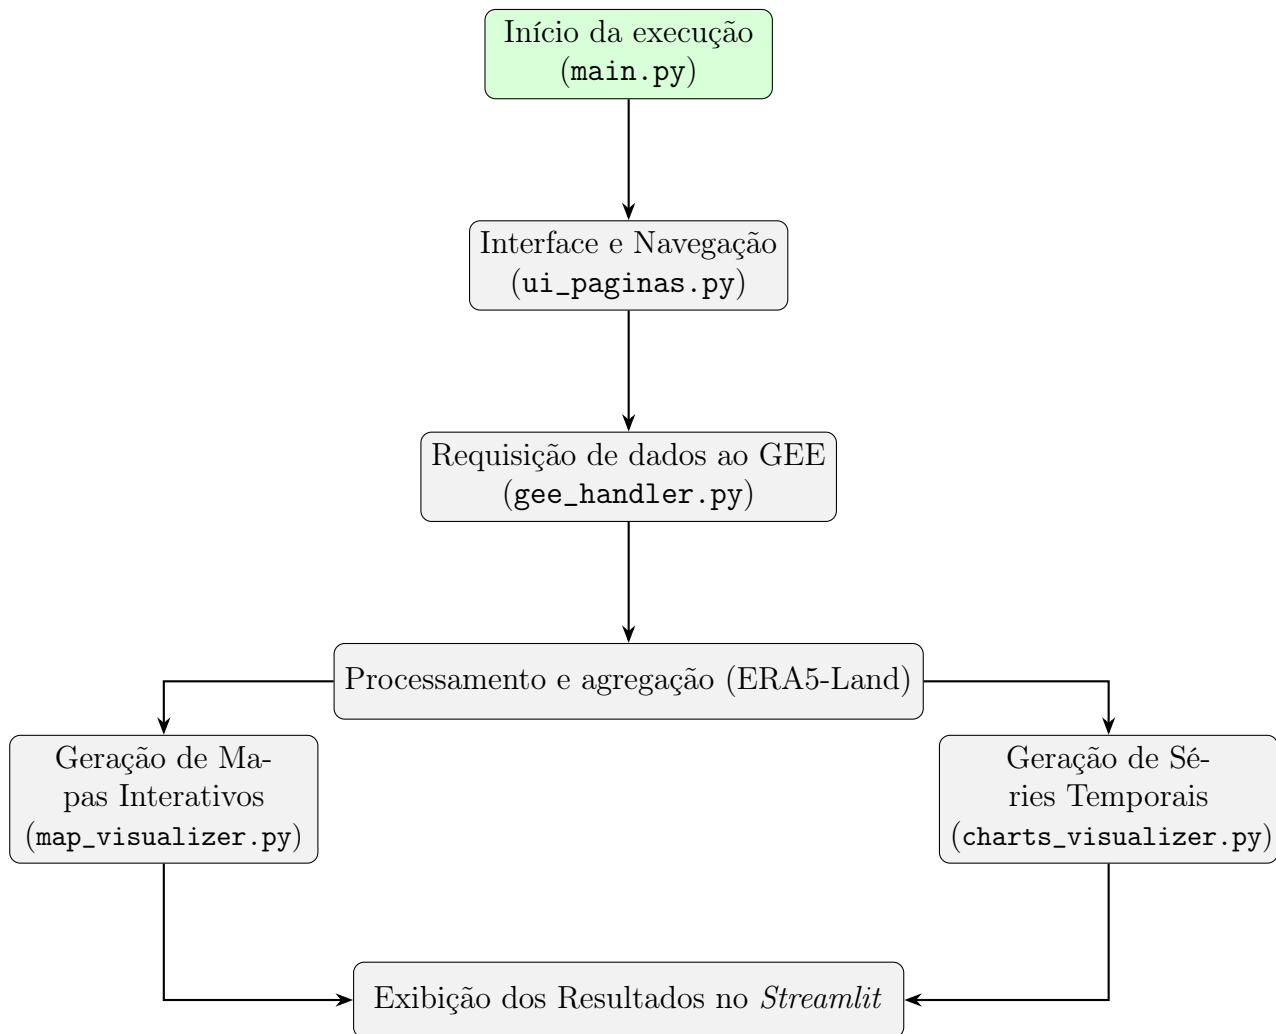 Início da execução
(main.py)
Interface e Navegação
(ui_paginas.py)
Requisição de dados ao GEE
(gee_handler.py)
Processamento e agregação (ERA5-Land)
Geração de Ma-
pas Interativos
(map_visualizer.py)
Geração de Sé-
ries Temporais
(charts_visualizer.py)
Exibição dos Resultados no Streamlit